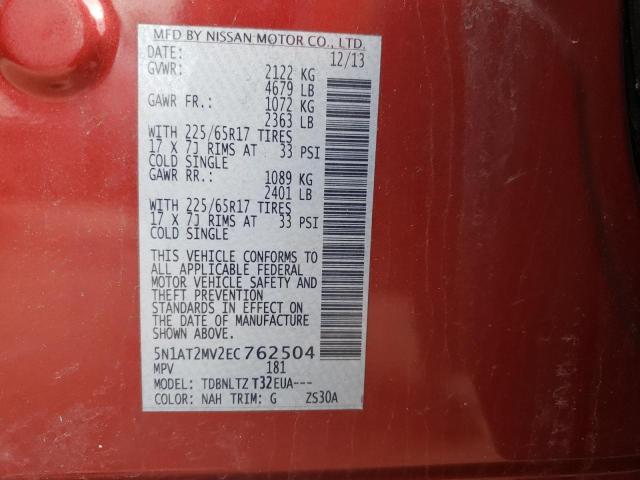 MFD BY NISSAN MOTOR CO., LTD.
DATE: 12/13
GVWR: 2122 KG
4679 LB
GAWR FR.: 1072 KG
2363 LB
WITH 225/65R17 TIRES
17 X 7J RIMS AT 33 PSI
COLD SINGLE
GAWR RR.: 1089 KG
2401 LB
WITH 225/65R17 TIRES
17 X 7J RIMS AT 33 PSI
COLD SINGLE
THIS VEHICLE CONFORMS TO
ALL APPLICABLE FEDERAL
MOTOR VEHICLE SAFETY AND
THEFT PREVENTION
STANDARDS IN EFFECT ON
THE DATE OF MANUFACTURE
SHOWN ABOVE.
5N1AT2MV2EC762504
MPV 181
MODEL: TDBNLTZ T32EUA---
COLOR: NAH TRIM: G ZS30A